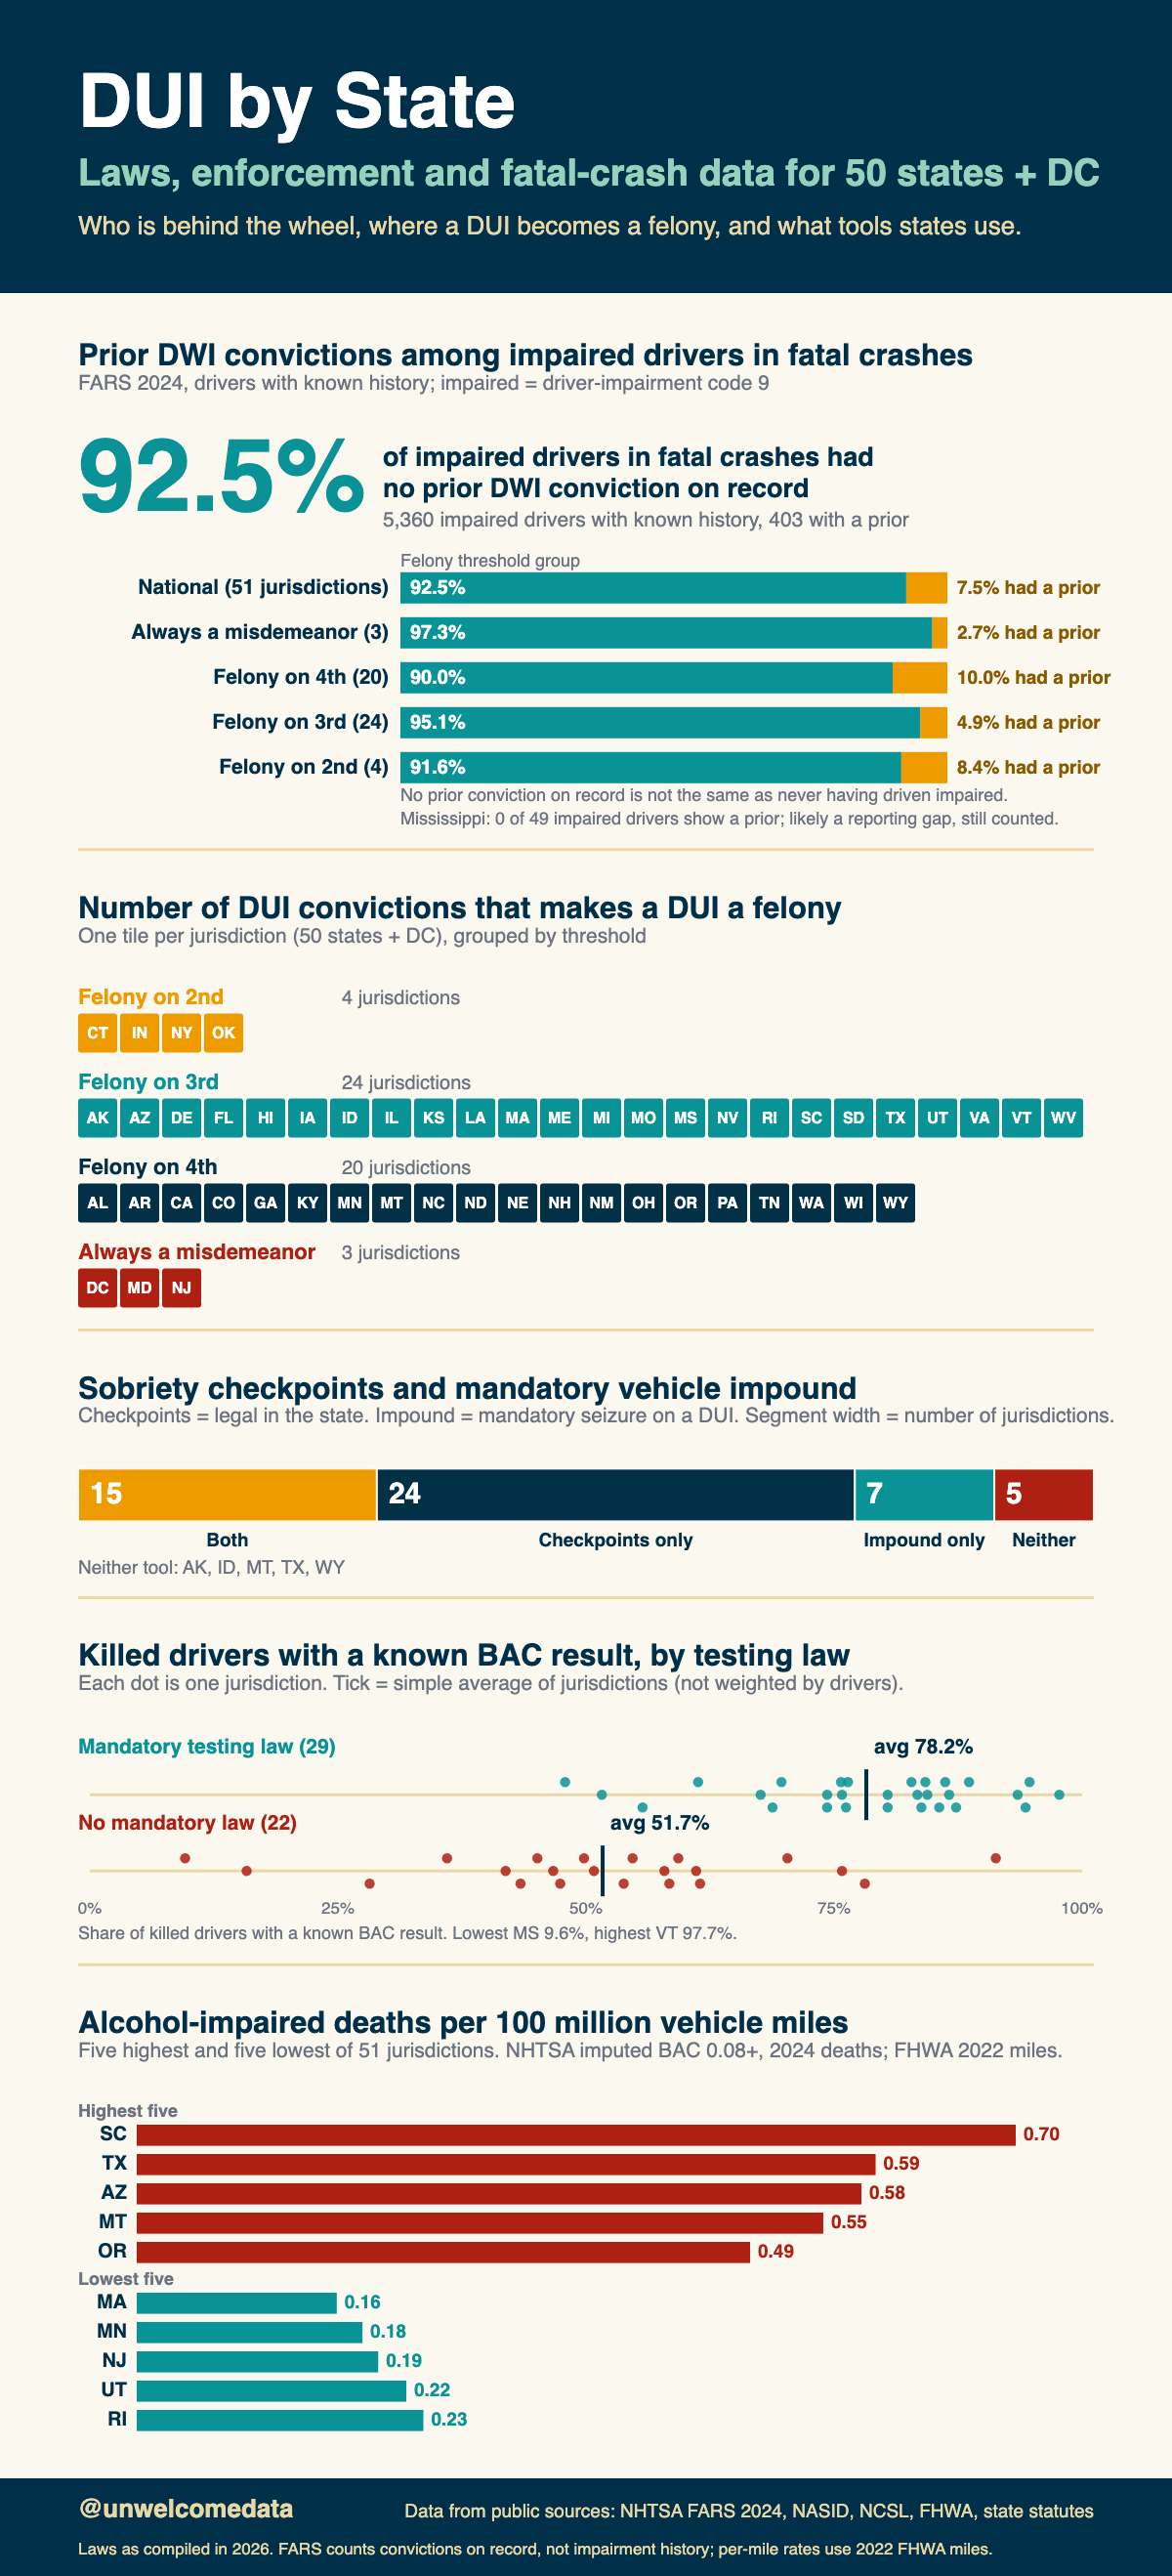 DUI by State
Laws, enforcement and fatal-crash data for 50 states + DC
Who is behind the wheel, where a DUI becomes a felony, and what tools states use.
Prior DWI convictions among impaired drivers in fatal crashes
FARS 2024, drivers with known history; impaired = driver-impairment code 9
92.5%
of impaired drivers in fatal crashes had
no prior DWI conviction on record
5,360 impaired drivers with known history, 403 with a prior
Felony threshold group
National (51 jurisdictions) 92.5% 7.5% had a prior
Always a misdemeanor (3) 97.3% 2.7% had a prior
Felony on 4th (20) 90.0% 10.0% had a prior
Felony on 3rd (24) 95.1% 4.9% had a prior
Felony on 2nd (4) 91.6% 8.4% had a prior
No prior conviction on record is not the same as never having driven impaired.
Mississippi: 0 of 49 impaired drivers show a prior; likely a reporting gap, still counted.
Number of DUI convictions that makes a DUI a felony
One tile per jurisdiction (50 states + DC), grouped by threshold
Felony on 2nd 4 jurisdictions
CT IN NY OK
Felony on 3rd 24 jurisdictions
AK AZ DE FL HI IA ID IL KS LA MA ME MI MO MS NV RI SC SD TX UT VA VT WV
Felony on 4th 20 jurisdictions
AL AR CA CO GA KY MN MT NC ND NE NH NM OH OR PA TN WA WI WY
Always a misdemeanor 3 jurisdictions
DC MD NJ
Sobriety checkpoints and mandatory vehicle impound
Checkpoints = legal in the state. Impound = mandatory seizure on a DUI. Segment width = number of jurisdictions.
15 24 7 5
Both Checkpoints only Impound only Neither
Neither tool: AK, ID, MT, TX, WY
Killed drivers with a known BAC result, by testing law
Each dot is one jurisdiction. Tick = simple average of jurisdictions (not weighted by drivers).
Mandatory testing law (29) avg 78.2%
No mandatory law (22) avg 51.7%
0% 25% 50% 75% 100%
Share of killed drivers with a known BAC result. Lowest MS 9.6%, highest VT 97.7%.
Alcohol-impaired deaths per 100 million vehicle miles
Five highest and five lowest of 51 jurisdictions. NHTSA imputed BAC 0.08+, 2024 deaths; FHWA 2022 miles.
Highest five
SC 0.70
TX 0.59
AZ 0.58
MT 0.55
OR 0.49
Lowest five
MA 0.16
MN 0.18
NJ 0.19
UT 0.22
RI 0.23
@unwelcomedata Data from public sources: NHTSA FARS 2024, NASID, NCSL, FHWA, state statutes
Laws as compiled in 2026. FARS counts convictions on record, not impairment history; per-mile rates use 2022 FHWA miles.